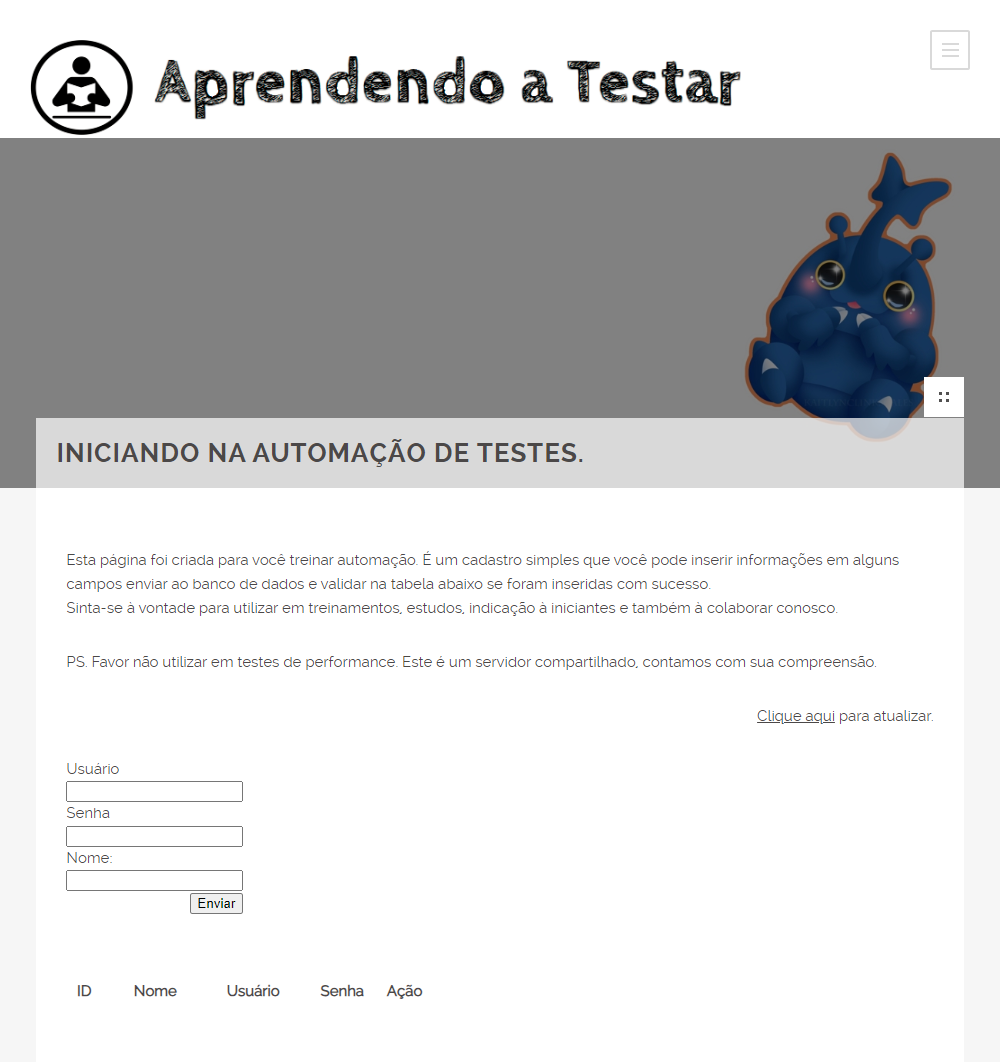 Aprendendo a Testar
INICIANDO NA AUTOMAÇÃO DE TESTES.
Esta página foi criada para você treinar automação. É um cadastro simples que você pode inserir informações em alguns
campos enviar ao banco de dados e validar na tabela abaixo se foram inseridas com sucesso.
Sinta-se à vontade para utilizar em treinamentos, estudos, indicação à iniciantes e também à colaborar conosco.
PS. Favor não utilizar em testes de performance. Este é um servidor compartilhado, contamos com sua compreensão.
Clique aqui para atualizar.
Usuário
Senha
Nome:
Enviar
ID Nome Usuário Senha Ação